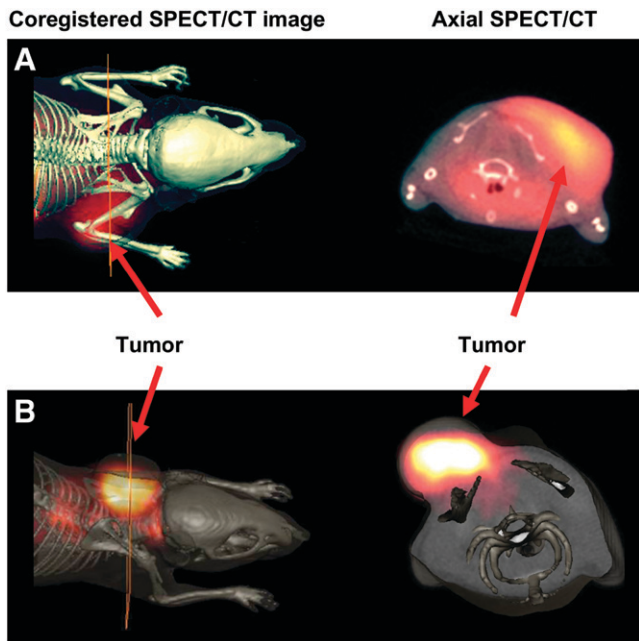 Coregistered SPECT/CT image
Axial SPECT/CT
A
Tumor
Tumor
B